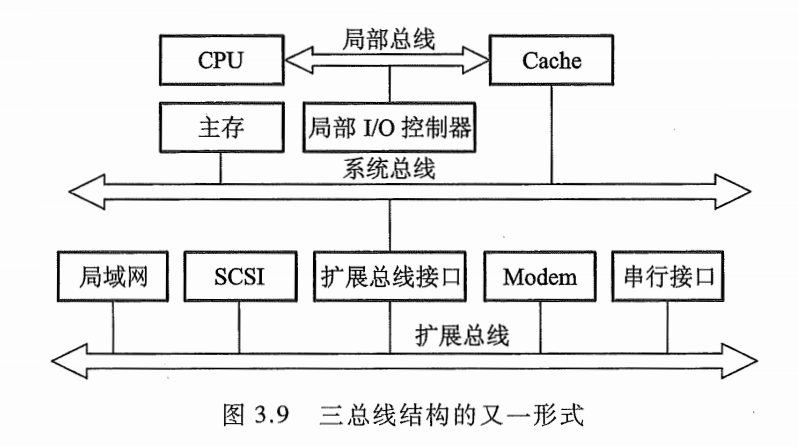 局部总线
CPU
Cache
主存
局部 I/O 控制器
系统总线
局域网
SCSI
扩展总线接口
Modem
串行接口
扩展总线
图 3.9 三总线结构的又一形式